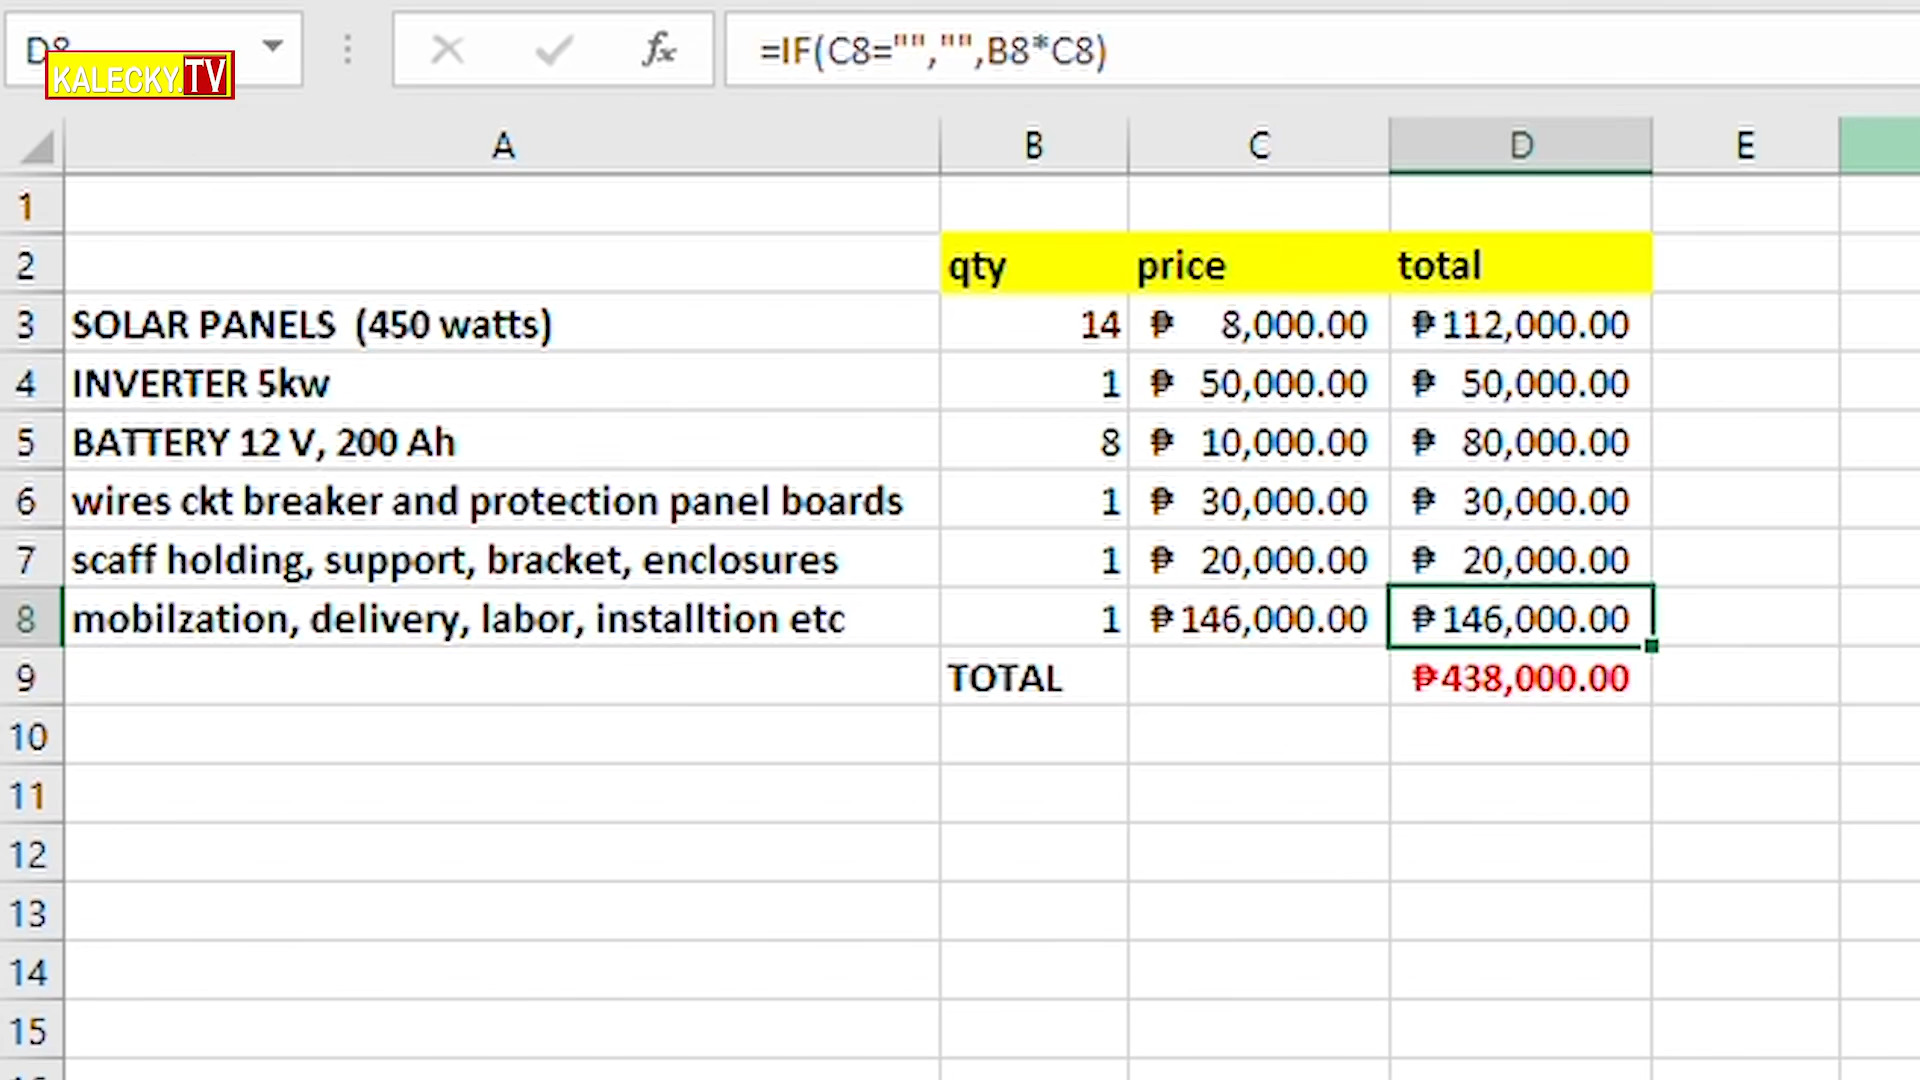 D8
KALECKY.TV
fx
=IF(C8="","",B8*C8)
A B C D E
1
2 qty price total
3 SOLAR PANELS (450 watts) 14 ₱ 8,000.00 ₱112,000.00
4 INVERTER 5kw 1 ₱ 50,000.00 ₱ 50,000.00
5 BATTERY 12 V, 200 Ah 8 ₱ 10,000.00 ₱ 80,000.00
6 wires ckt breaker and protection panel boards 1 ₱ 30,000.00 ₱ 30,000.00
7 scaff holding, support, bracket, enclosures 1 ₱ 20,000.00 ₱ 20,000.00
8 mobilzation, delivery, labor, installtion etc 1 ₱146,000.00 ₱146,000.00
9 TOTAL ₱438,000.00
10
11
12
13
14
15